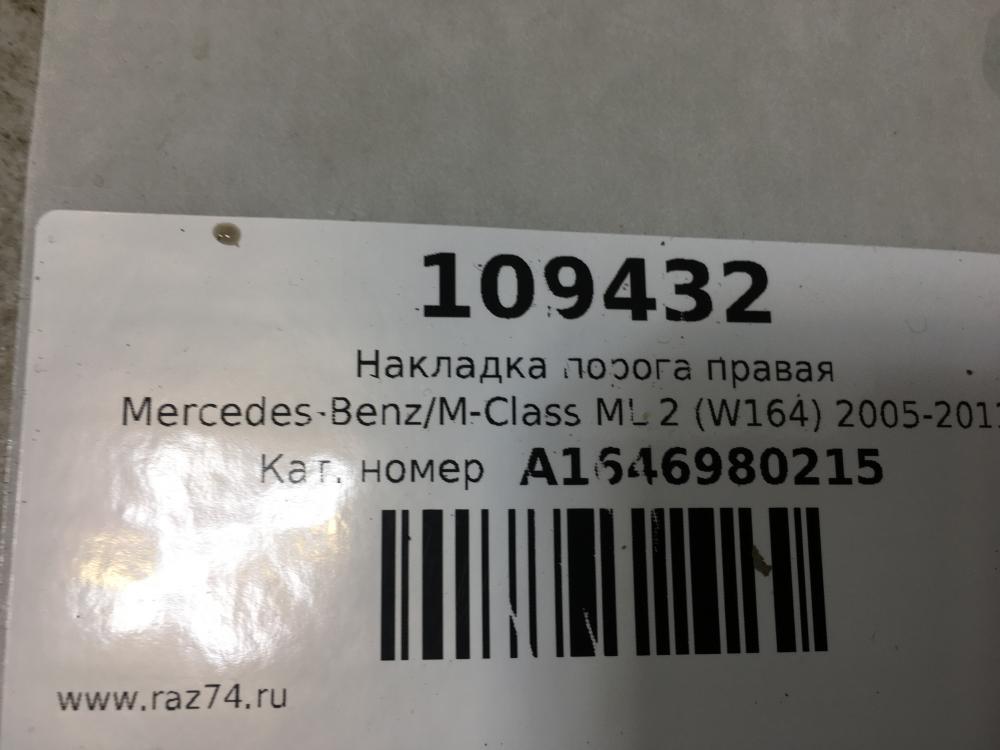 109432
Накладка порога правая
Mercedes-Benz/M-Class ML 2 (W164) 2005-2011
Кат. номер A1646980215
www.raz74.ru